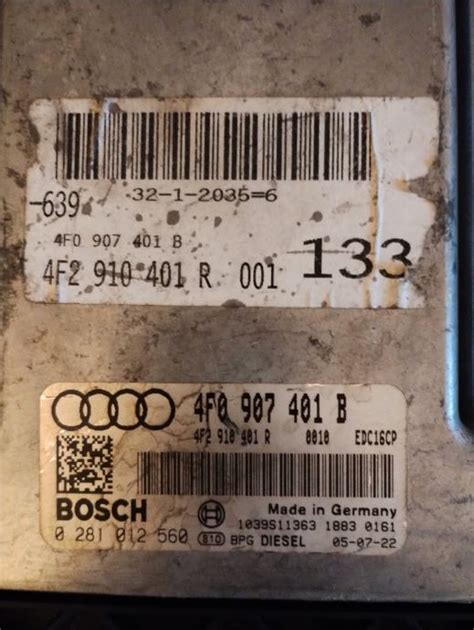 32-1-2035=6
-639
4F0 907 401 B
4F2 910 401 R 001 133
4F0 907 401 B
4F2 910 401 R 0010 EDC16CP
BOSCH
Made in Germany
0 281 012 560
1039S11363 1883 0161
810 BPG DIESEL 05-07-22